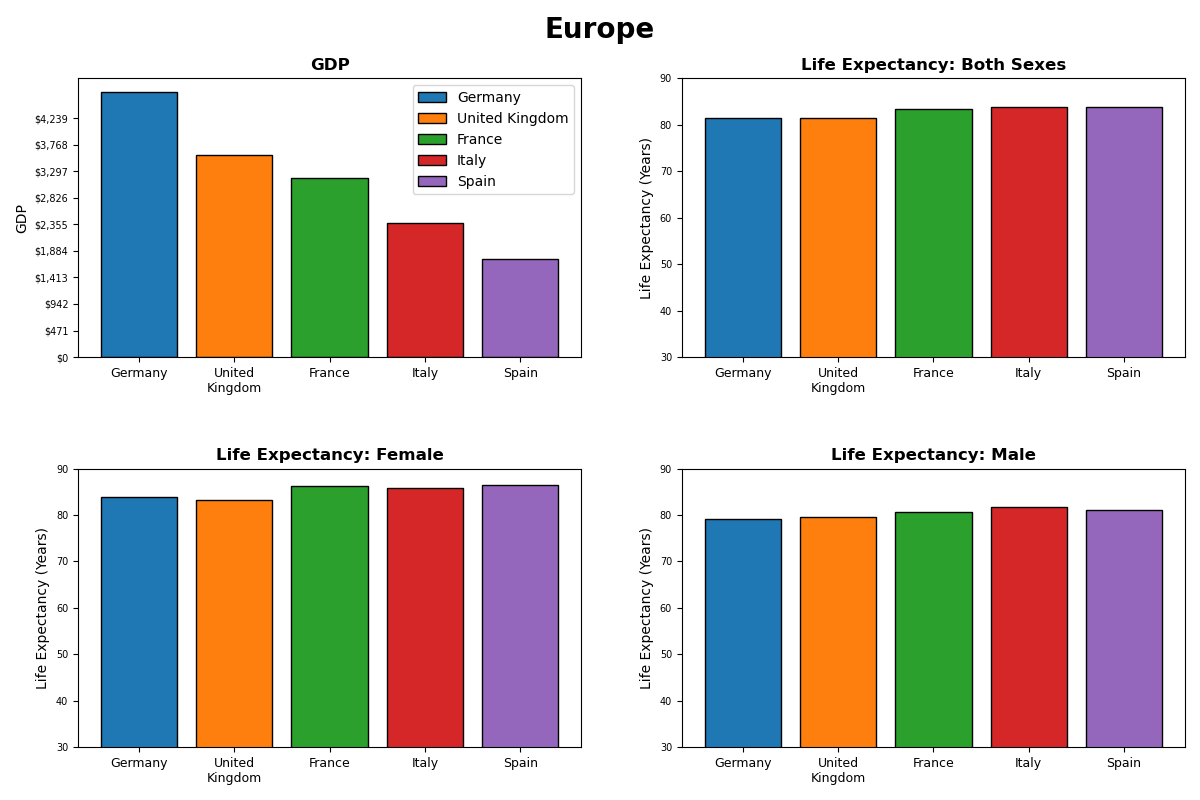 Europe
GDP
GDP
$4,239
$3,768
$3,297
$2,826
$2,355
$1,884
$1,413
$942
$471
$0
Germany
United Kingdom
France
Italy
Spain
Germany
United
Kingdom
France
Italy
Spain
Life Expectancy: Both Sexes
Life Expectancy (Years)
90
80
70
60
50
40
30
Germany
United
Kingdom
France
Italy
Spain
Life Expectancy: Female
Life Expectancy (Years)
90
80
70
60
50
40
30
Germany
United
Kingdom
France
Italy
Spain
Life Expectancy: Male
Life Expectancy (Years)
90
80
70
60
50
40
30
Germany
United
Kingdom
France
Italy
Spain